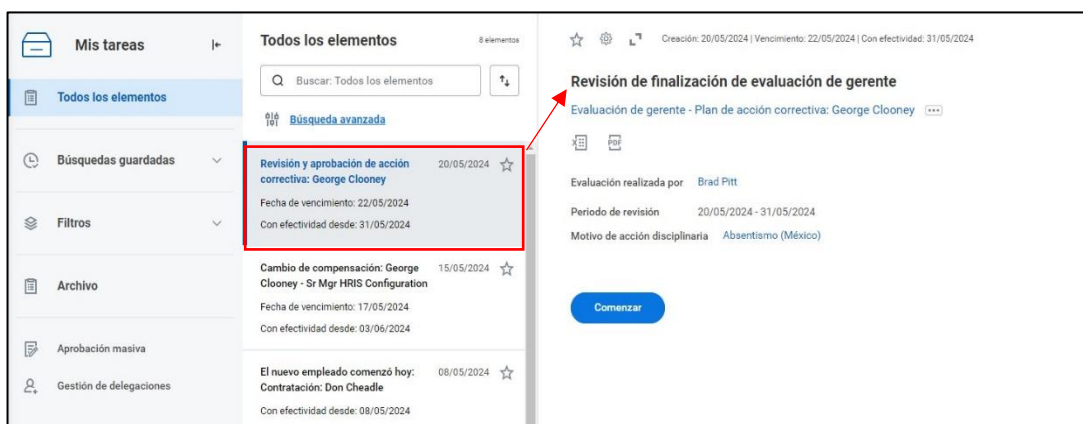 Mis tareas
Todos los elementos
Búsquedas guardadas
Filtros
Archivo
Aprobación masiva
Gestión de delegaciones
Todos los elementos 8 elementos
Buscar: Todos los elementos
Búsqueda avanzada
Revisión y aprobación de acción 20/05/2024
correctiva: George Clooney
Fecha de vencimiento: 22/05/2024
Con efectividad desde: 31/05/2024
Cambio de compensación: George 15/05/2024
Clooney - Sr Mgr HRIS Configuration
Fecha de vencimiento: 17/05/2024
Con efectividad desde: 03/06/2024
El nuevo empleado comenzó hoy: 08/05/2024
Contratación: Don Cheadle
Con efectividad desde: 08/05/2024
Creación: 20/05/2024 | Vencimiento: 22/05/2024 | Con efectividad: 31/05/2024
Revisión de finalización de evaluación de gerente
Evaluación de gerente - Plan de acción correctiva: George Clooney
PDF
Evaluación realizada por Brad Pitt
Periodo de revisión 20/05/2024 - 31/05/2024
Motivo de acción disciplinaria Absentismo (México)
Comenzar